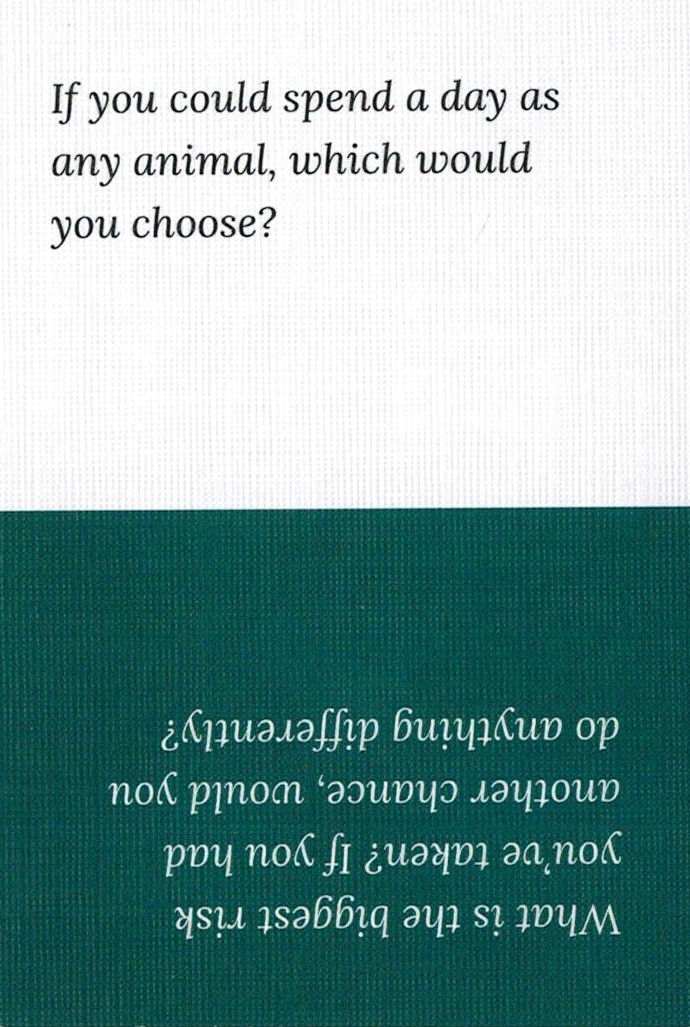 If you could spend a day as
any animal, which would
you choose?
What is the biggest risk
you've taken? If you had
another chance, would you
do anything differently?